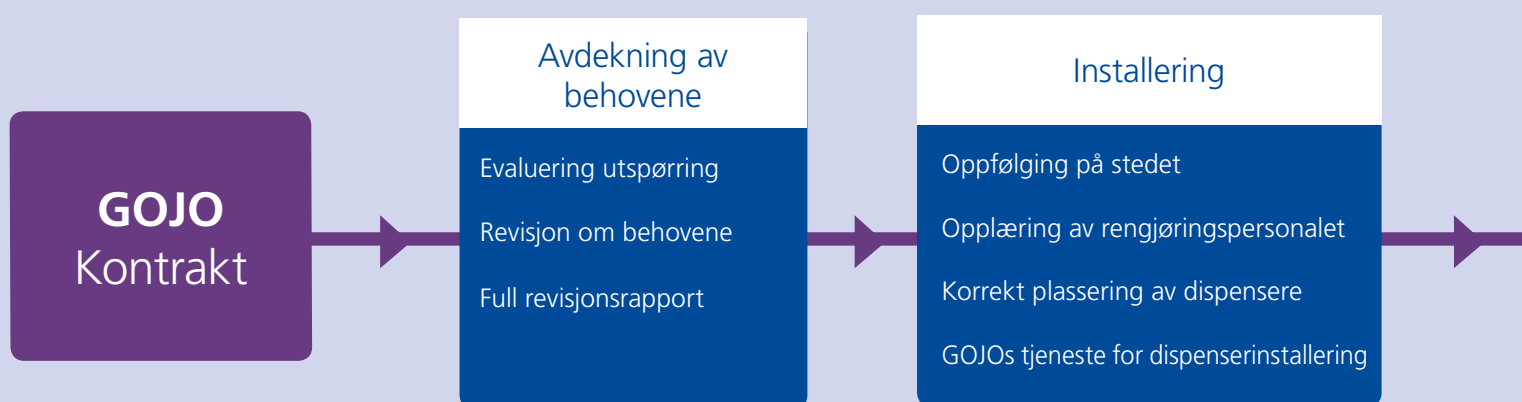 GOJO
Kontrakt
Avdekning av
behovene
Evaluering utspørring
Revisjon om behovene
Full revisjonsrapport
Installering
Oppfølging på stedet
Opplæring av rengjøringspersonalet
Korrekt plassering av dispensere
GOJOs tjeneste for dispenserinstallering